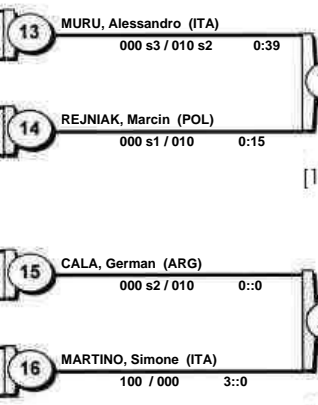 13
MURU, Alessandro (ITA)
000 s3 / 010 s2 0:39
14
REJNIAK, Marcin (POL)
000 s1 / 010 0:15
[1
15
CALA, German (ARG)
000 s2 / 010 0::0
16
MARTINO, Simone (ITA)
100 / 000 3::0